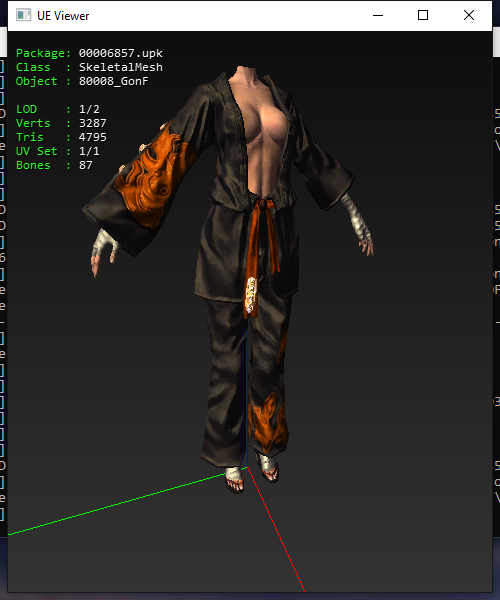 UE Viewer
Package: 00006857.upk
Class : SkeletalMesh
Object : 80008_GonF
LOD : 1/2
Verts : 3287
Tris : 4795
UV Set : 1/1
Bones : 87